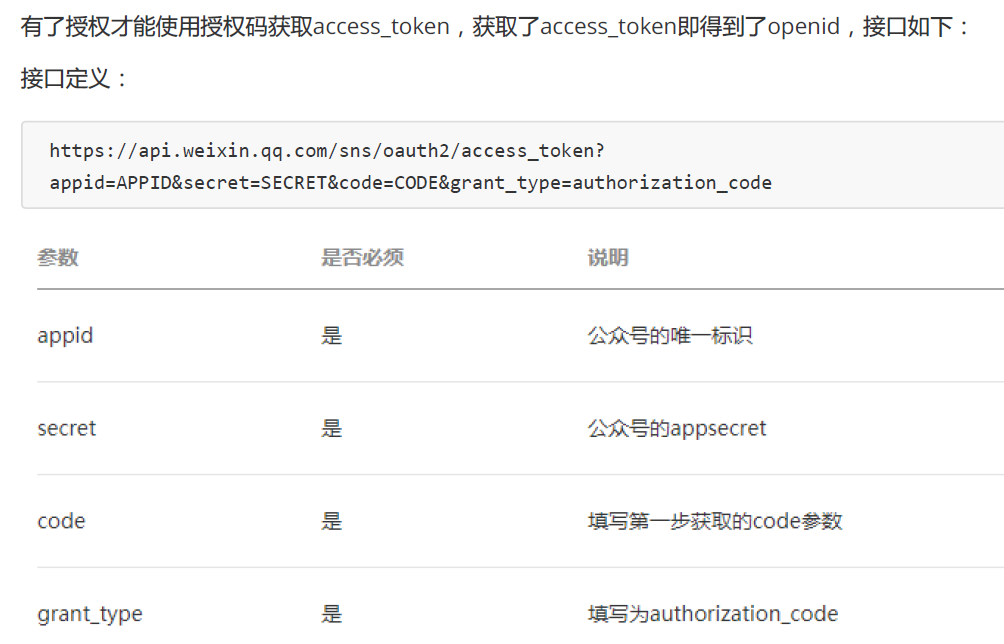 有了授权才能使用授权码获取access_token，获取了access_token即得到了openid，接口如下：
接口定义：
https://api.weixin.qq.com/sns/oauth2/access_token?
appid=APPID&secret=SECRET&code=CODE&grant_type=authorization_code
参数 是否必须 说明
appid 是 公众号的唯一标识
secret 是 公众号的appsecret
code 是 填写第一步获取的code参数
grant_type 是 填写为authorization_code